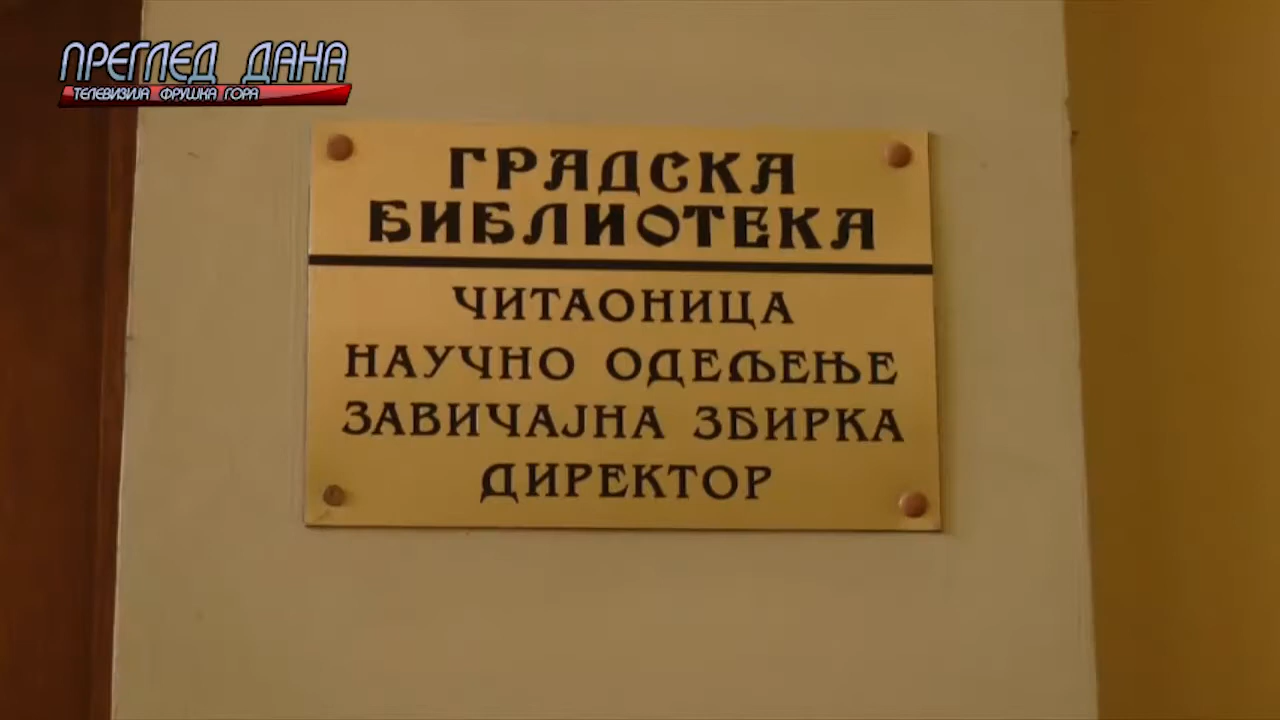 ПРЕГЛЕД ДАНА
ТЕЛЕВИЗИЈА ФРУШКА ГОРА
ГРАДСКА
БИБЛИОТЕКА
ЧИТАОНИЦА
НАУЧНО ОДЕЉЕЊЕ
ЗАВИЧАЈНА ЗБИРКА
ДИРЕКТОР